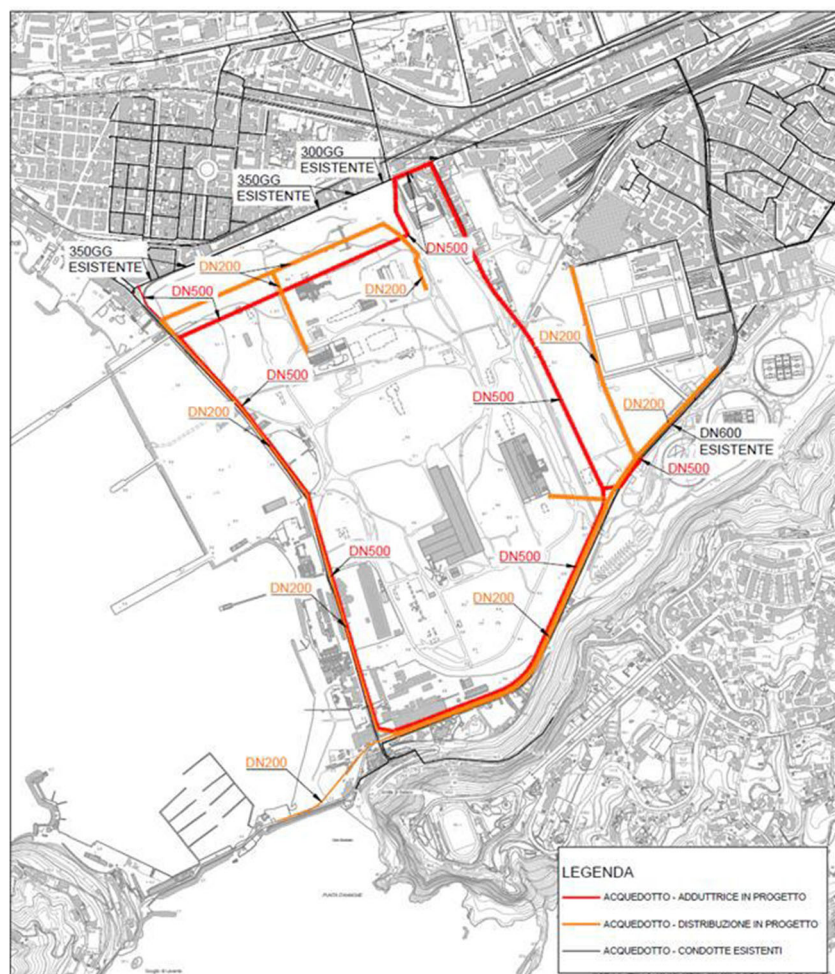 300GG
ESISTENTE
350GG
ESISTENTE
350GG
ESISTENTE
DN500
DN200
DN200
DN500
DN500
DN200
DN200
DN500
DN200
DN600
ESISTENTE
DN500
DN500
DN500
DN200
DN200
DN200
LEGENDA
ACQUEDOTTO - ADDUTTRICE IN PROGETTO
ACQUEDOTTO - DISTRIBUZIONE IN PROGETTO
ACQUEDOTTO - CONDOTTE ESISTENTI